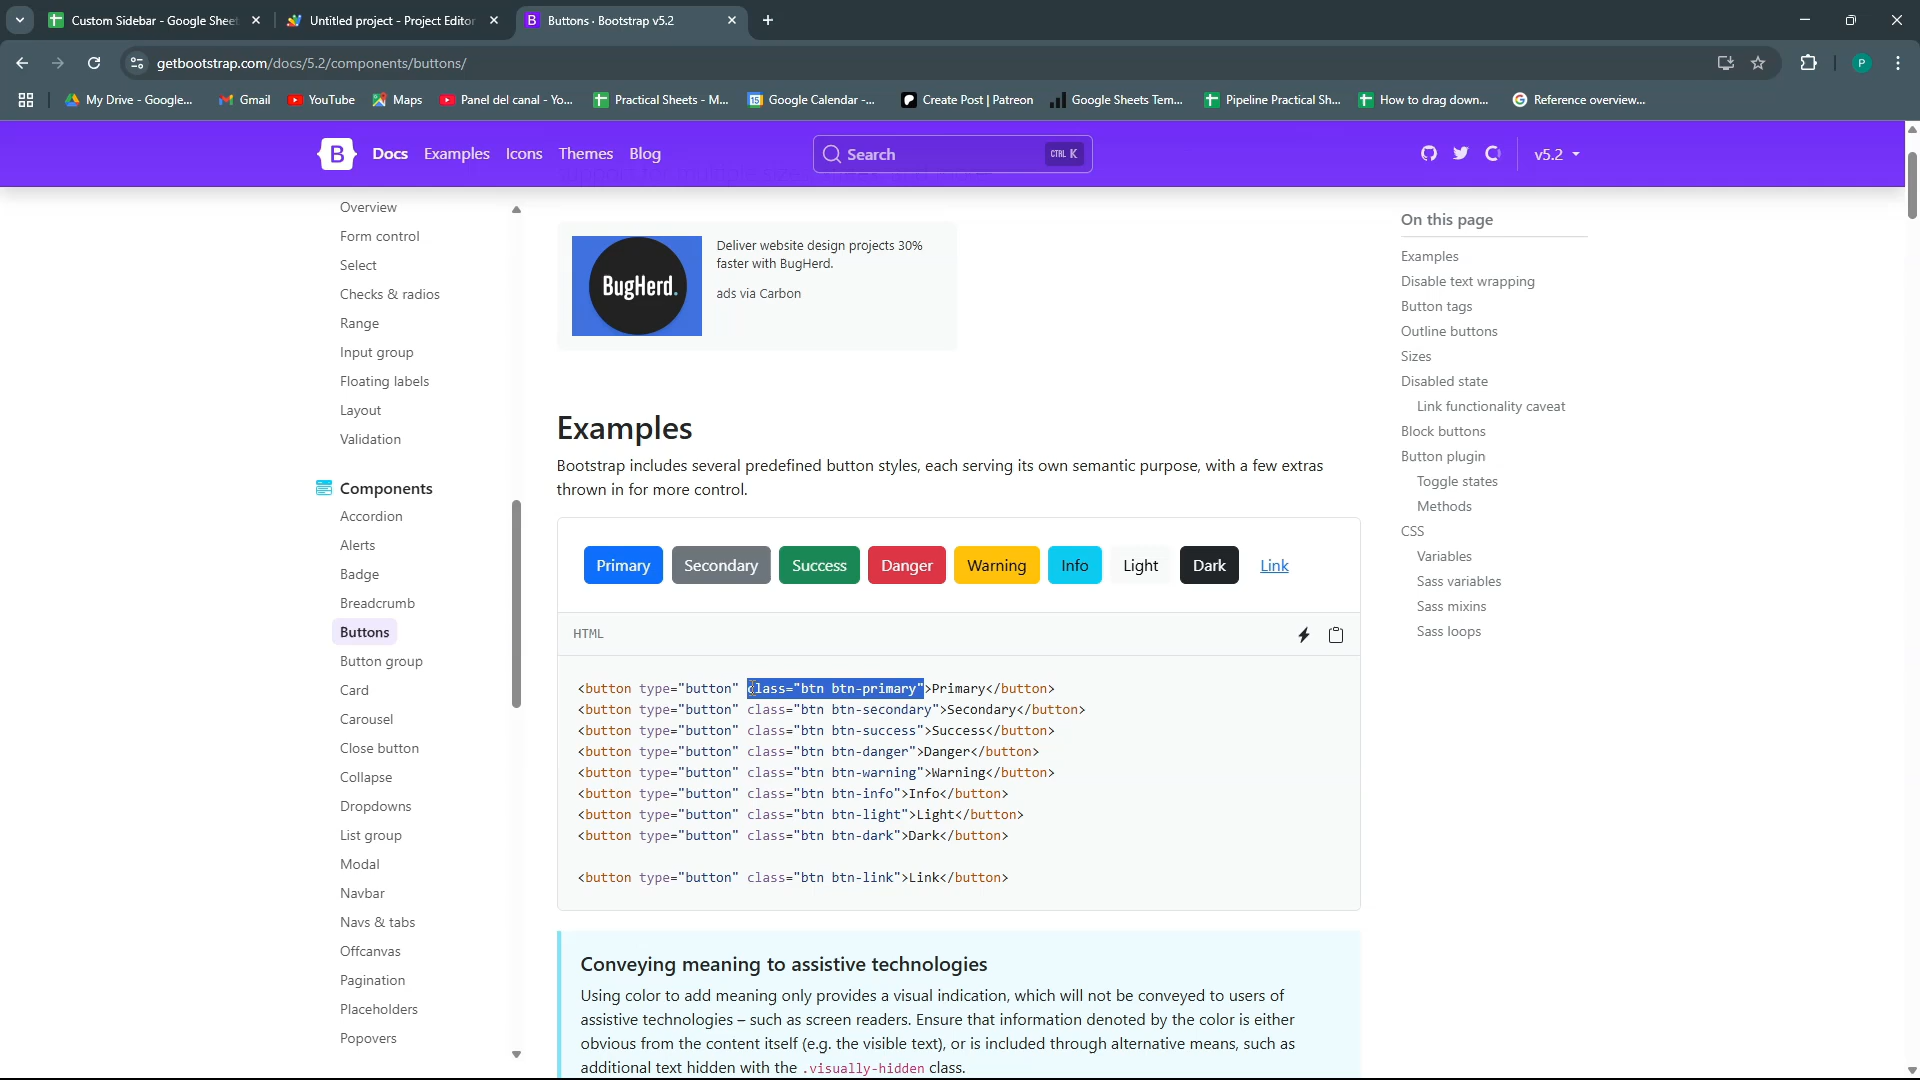 Custom Sidebar - Google Shee
Untitled project - Project Editor
B Buttons · Bootstrap v5.2
getbootstrap.com/docs/5.2/components/buttons/
P
My Drive - Google...
Gmail
YouTube
Maps
Panel del canal - Yo...
Practical Sheets - M...
Google Calendar -...
Create Post | Patreon
Google Sheets Tem...
Pipeline Practical Sh...
How to drag down...
Reference overview...
B
Docs
Examples
Icons
Themes
Blog
Search
CTRL K
v5.2
Overview
Form control
Select
Checks & radios
Range
Input group
Floating labels
Layout
Validation
Components
Accordion
Alerts
Badge
Breadcrumb
Buttons
Button group
Card
Carousel
Close button
Collapse
Dropdowns
List group
Modal
Navbar
Navs & tabs
Offcanvas
Pagination
Placeholders
Popovers
BugHerd.
Deliver website design projects 30%
faster with BugHerd.
ads via Carbon
Examples
Bootstrap includes several predefined button styles, each serving its own semantic purpose, with a few extras
thrown in for more control.
Primary
Secondary
Success
Danger
Warning
Info
Light
Dark
Link
HTML
<button type="button" class="btn btn-primary">Primary</button>
<button type="button" class="btn btn-secondary">Secondary</button>
<button type="button" class="btn btn-success">Success</button>
<button type="button" class="btn btn-danger">Danger</button>
<button type="button" class="btn btn-warning">Warning</button>
<button type="button" class="btn btn-info">Info</button>
<button type="button" class="btn btn-light">Light</button>
<button type="button" class="btn btn-dark">Dark</button>
<button type="button" class="btn btn-link">Link</button>
Conveying meaning to assistive technologies
Using color to add meaning only provides a visual indication, which will not be conveyed to users of
assistive technologies – such as screen readers. Ensure that information denoted by the color is either
obvious from the content itself (e.g. the visible text), or is included through alternative means, such as
additional text hidden with the .visually-hidden class.
On this page
Examples
Disable text wrapping
Button tags
Outline buttons
Sizes
Disabled state
Link functionality caveat
Block buttons
Button plugin
Toggle states
Methods
CSS
Variables
Sass variables
Sass mixins
Sass loops